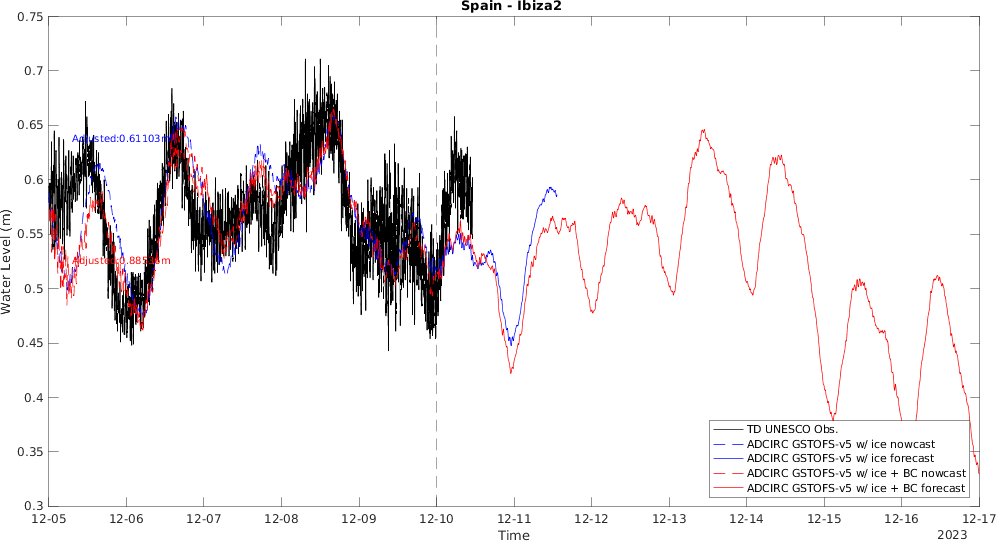 Spain - Ibiza2
0.75
0.7
0.65
0.6
0.55
0.5
0.45
0.4
0.35
0.3
Water Level (m)
Adjusted:0.61103m
TD UNESCO Obs.
ADCIRC GSTOFS-v5 w/ ice nowcast
ADCIRC GSTOFS-v5 w/ ice forecast
ADCIRC GSTOFS-v5 w/ ice + BC nowcast
ADCIRC GSTOFS-v5 w/ ice + BC forecast
12-05 12-06 12-07 12-08 12-09 12-10 12-11 12-12 12-13 12-14 12-15 12-16 12-17
Time
2023